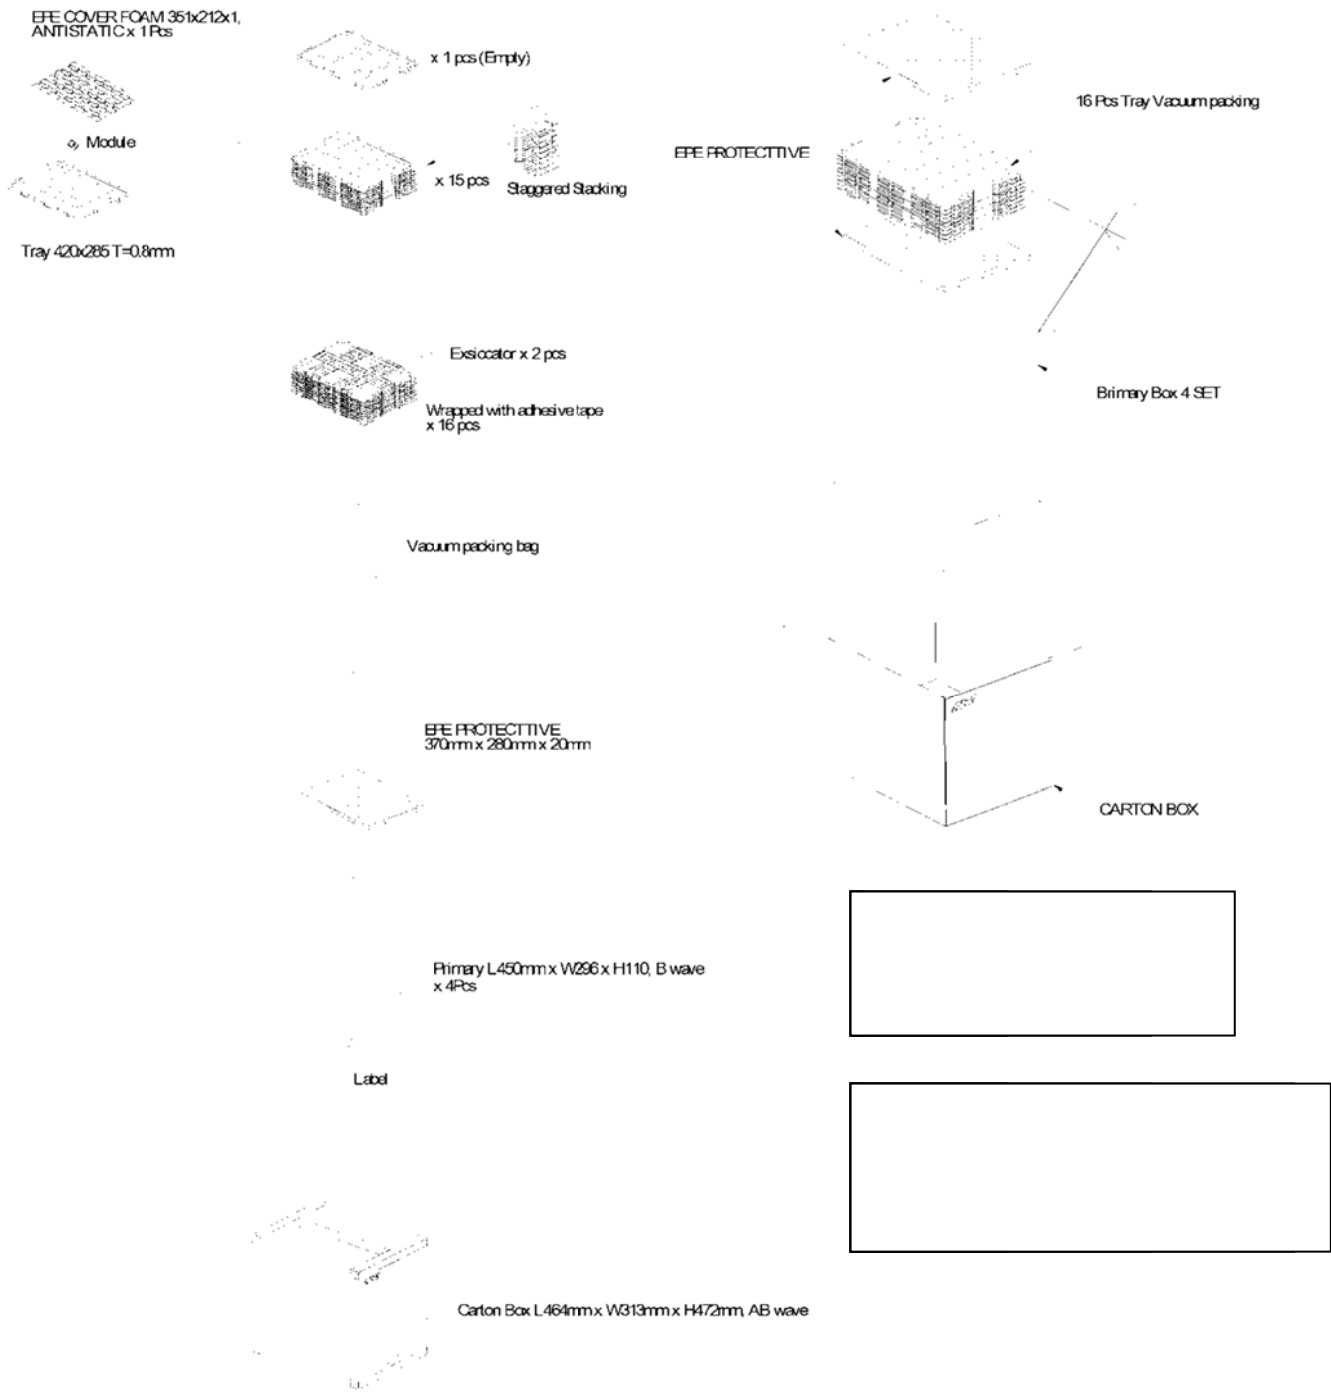 EPE COVER FOAM 351x212x1,
ANTISTATIC x 1Pcs
x 1 pcs (Empty)
16 Pcs Tray Vacuum packing
Module
EPE PROTECTTIVE
x 15 pcs
Staggered Stacking
Tray 420x285 T=0.8mm
Exsiccator x 2 pcs
Wrapped with adhesive tape
x 16 pcs
Brimary Box 4 SET
Vacuum packing bag
EPE PROTECTTIVE
370mm x 280mm x 20mm
CARTON BOX
Primary L450mm x W296 x H110, B wave
x 4Pcs
Label
Carton Box L464mm x W313mm x H472mm, AB wave